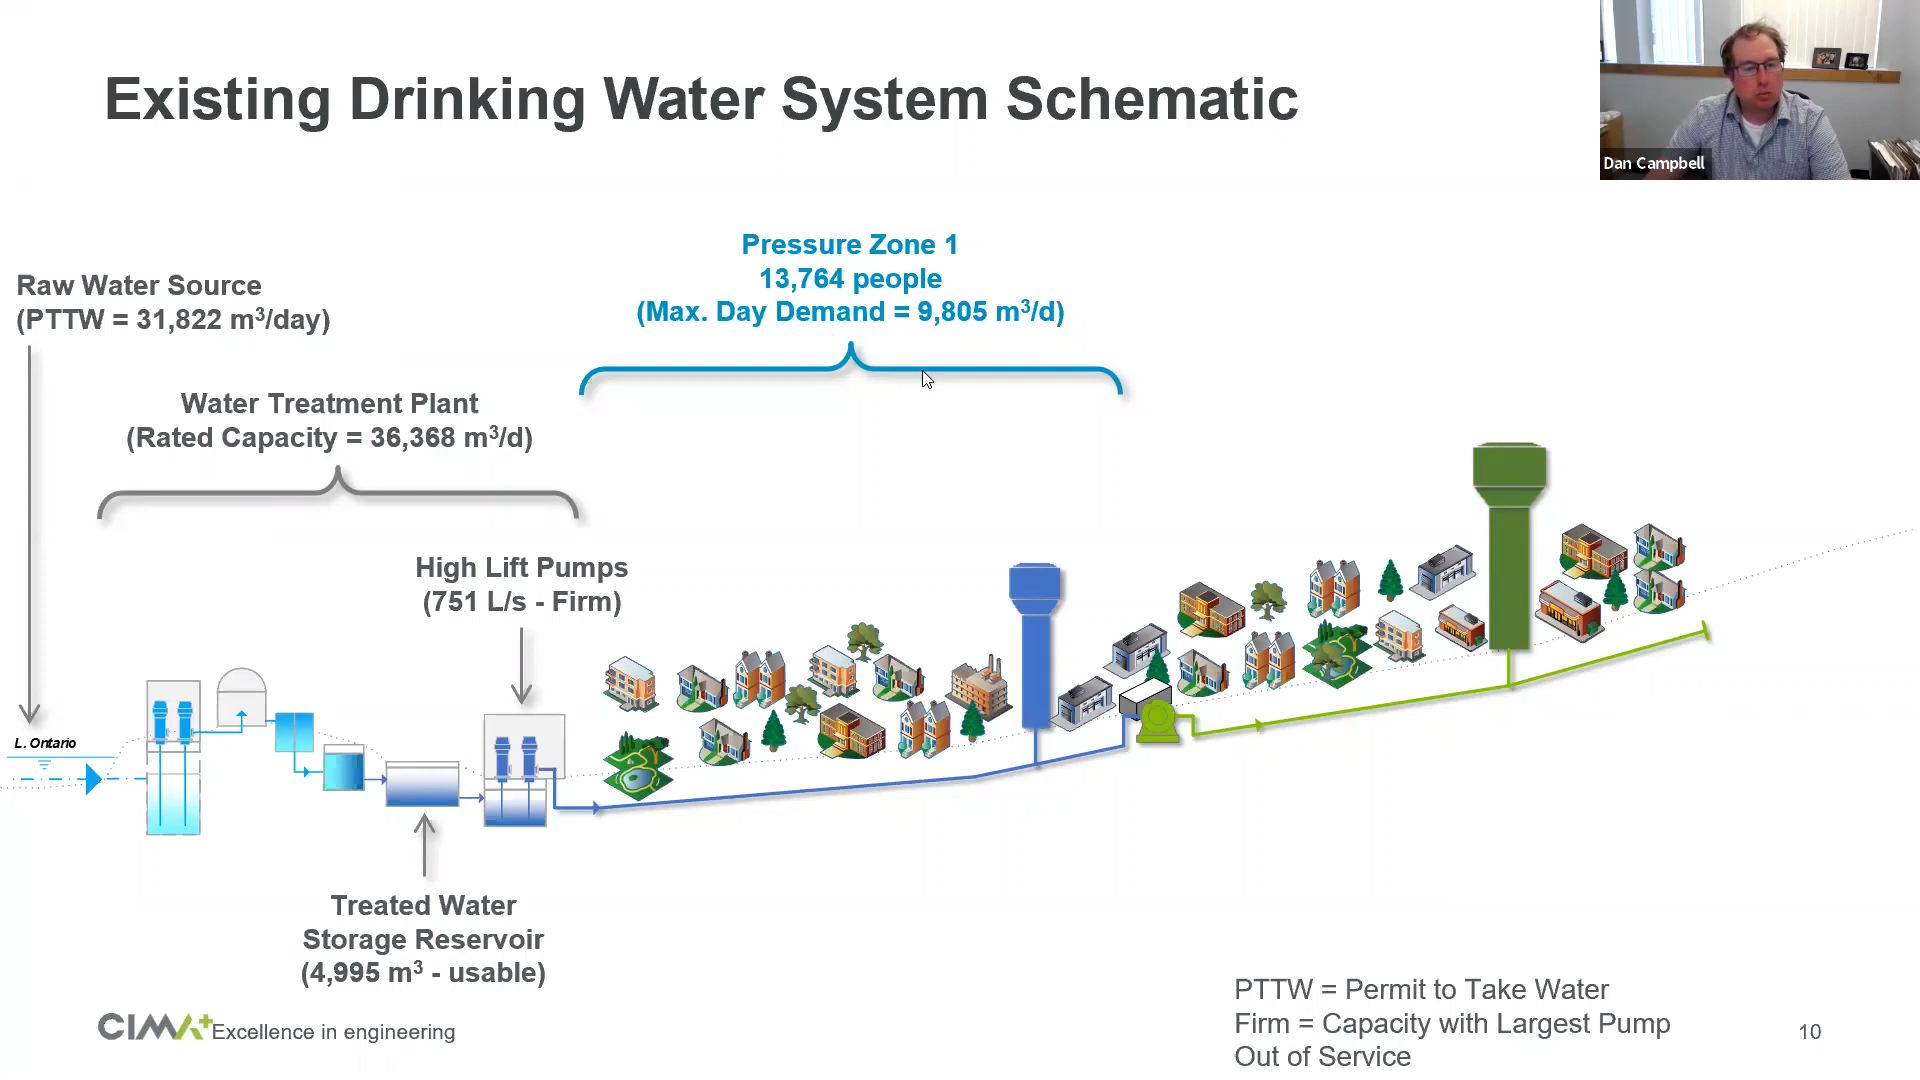 Existing Drinking Water System Schematic
Dan Campbell
Pressure Zone 1
13,764 people
(Max. Day Demand = 9,805 m³/d)
Raw Water Source
(PTTW = 31,822 m³/day)
Water Treatment Plant
(Rated Capacity = 36,368 m³/d)
High Lift Pumps
(751 L/s - Firm)
L. Ontario
Treated Water
Storage Reservoir
(4,995 m³ - usable)
PTTW = Permit to Take Water
Firm = Capacity with Largest Pump
Out of Service
CIMA+ Excellence in engineering
10